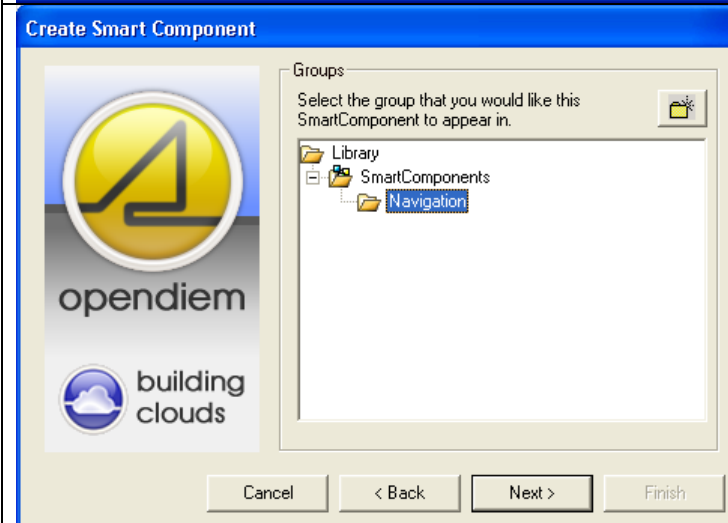 Create Smart Component
Groups
Select the group that you would like this
SmartComponent to appear in.
Library
SmartComponents
Navigation
opendiem
building
clouds
Cancel
< Back
Next >
Finish